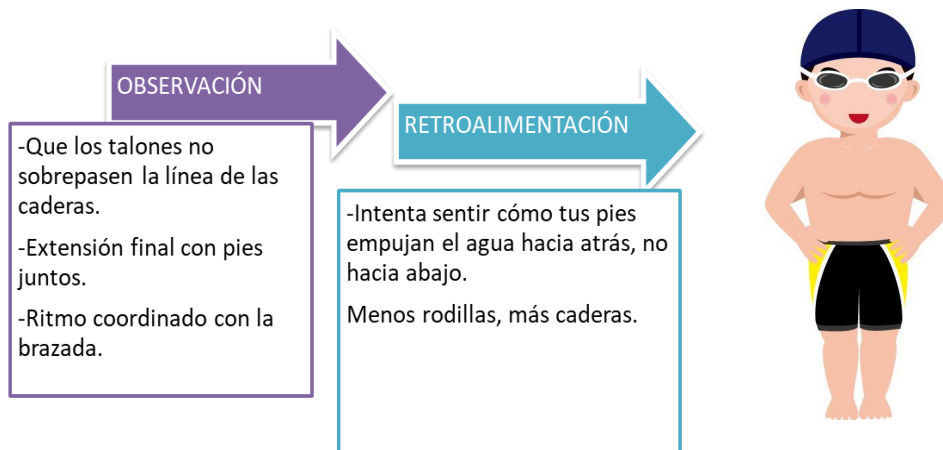 OBSERVACIÓN
-Que los talones no
sobrepasen la línea de las
caderas.
-Extensión final con pies
juntos.
-Ritmo coordinado con la
brazada.
RETROALIMENTACIÓN
-Intenta sentir cómo tus pies
empujan el agua hacia atrás, no
hacia abajo.
Menos rodillas, más caderas.